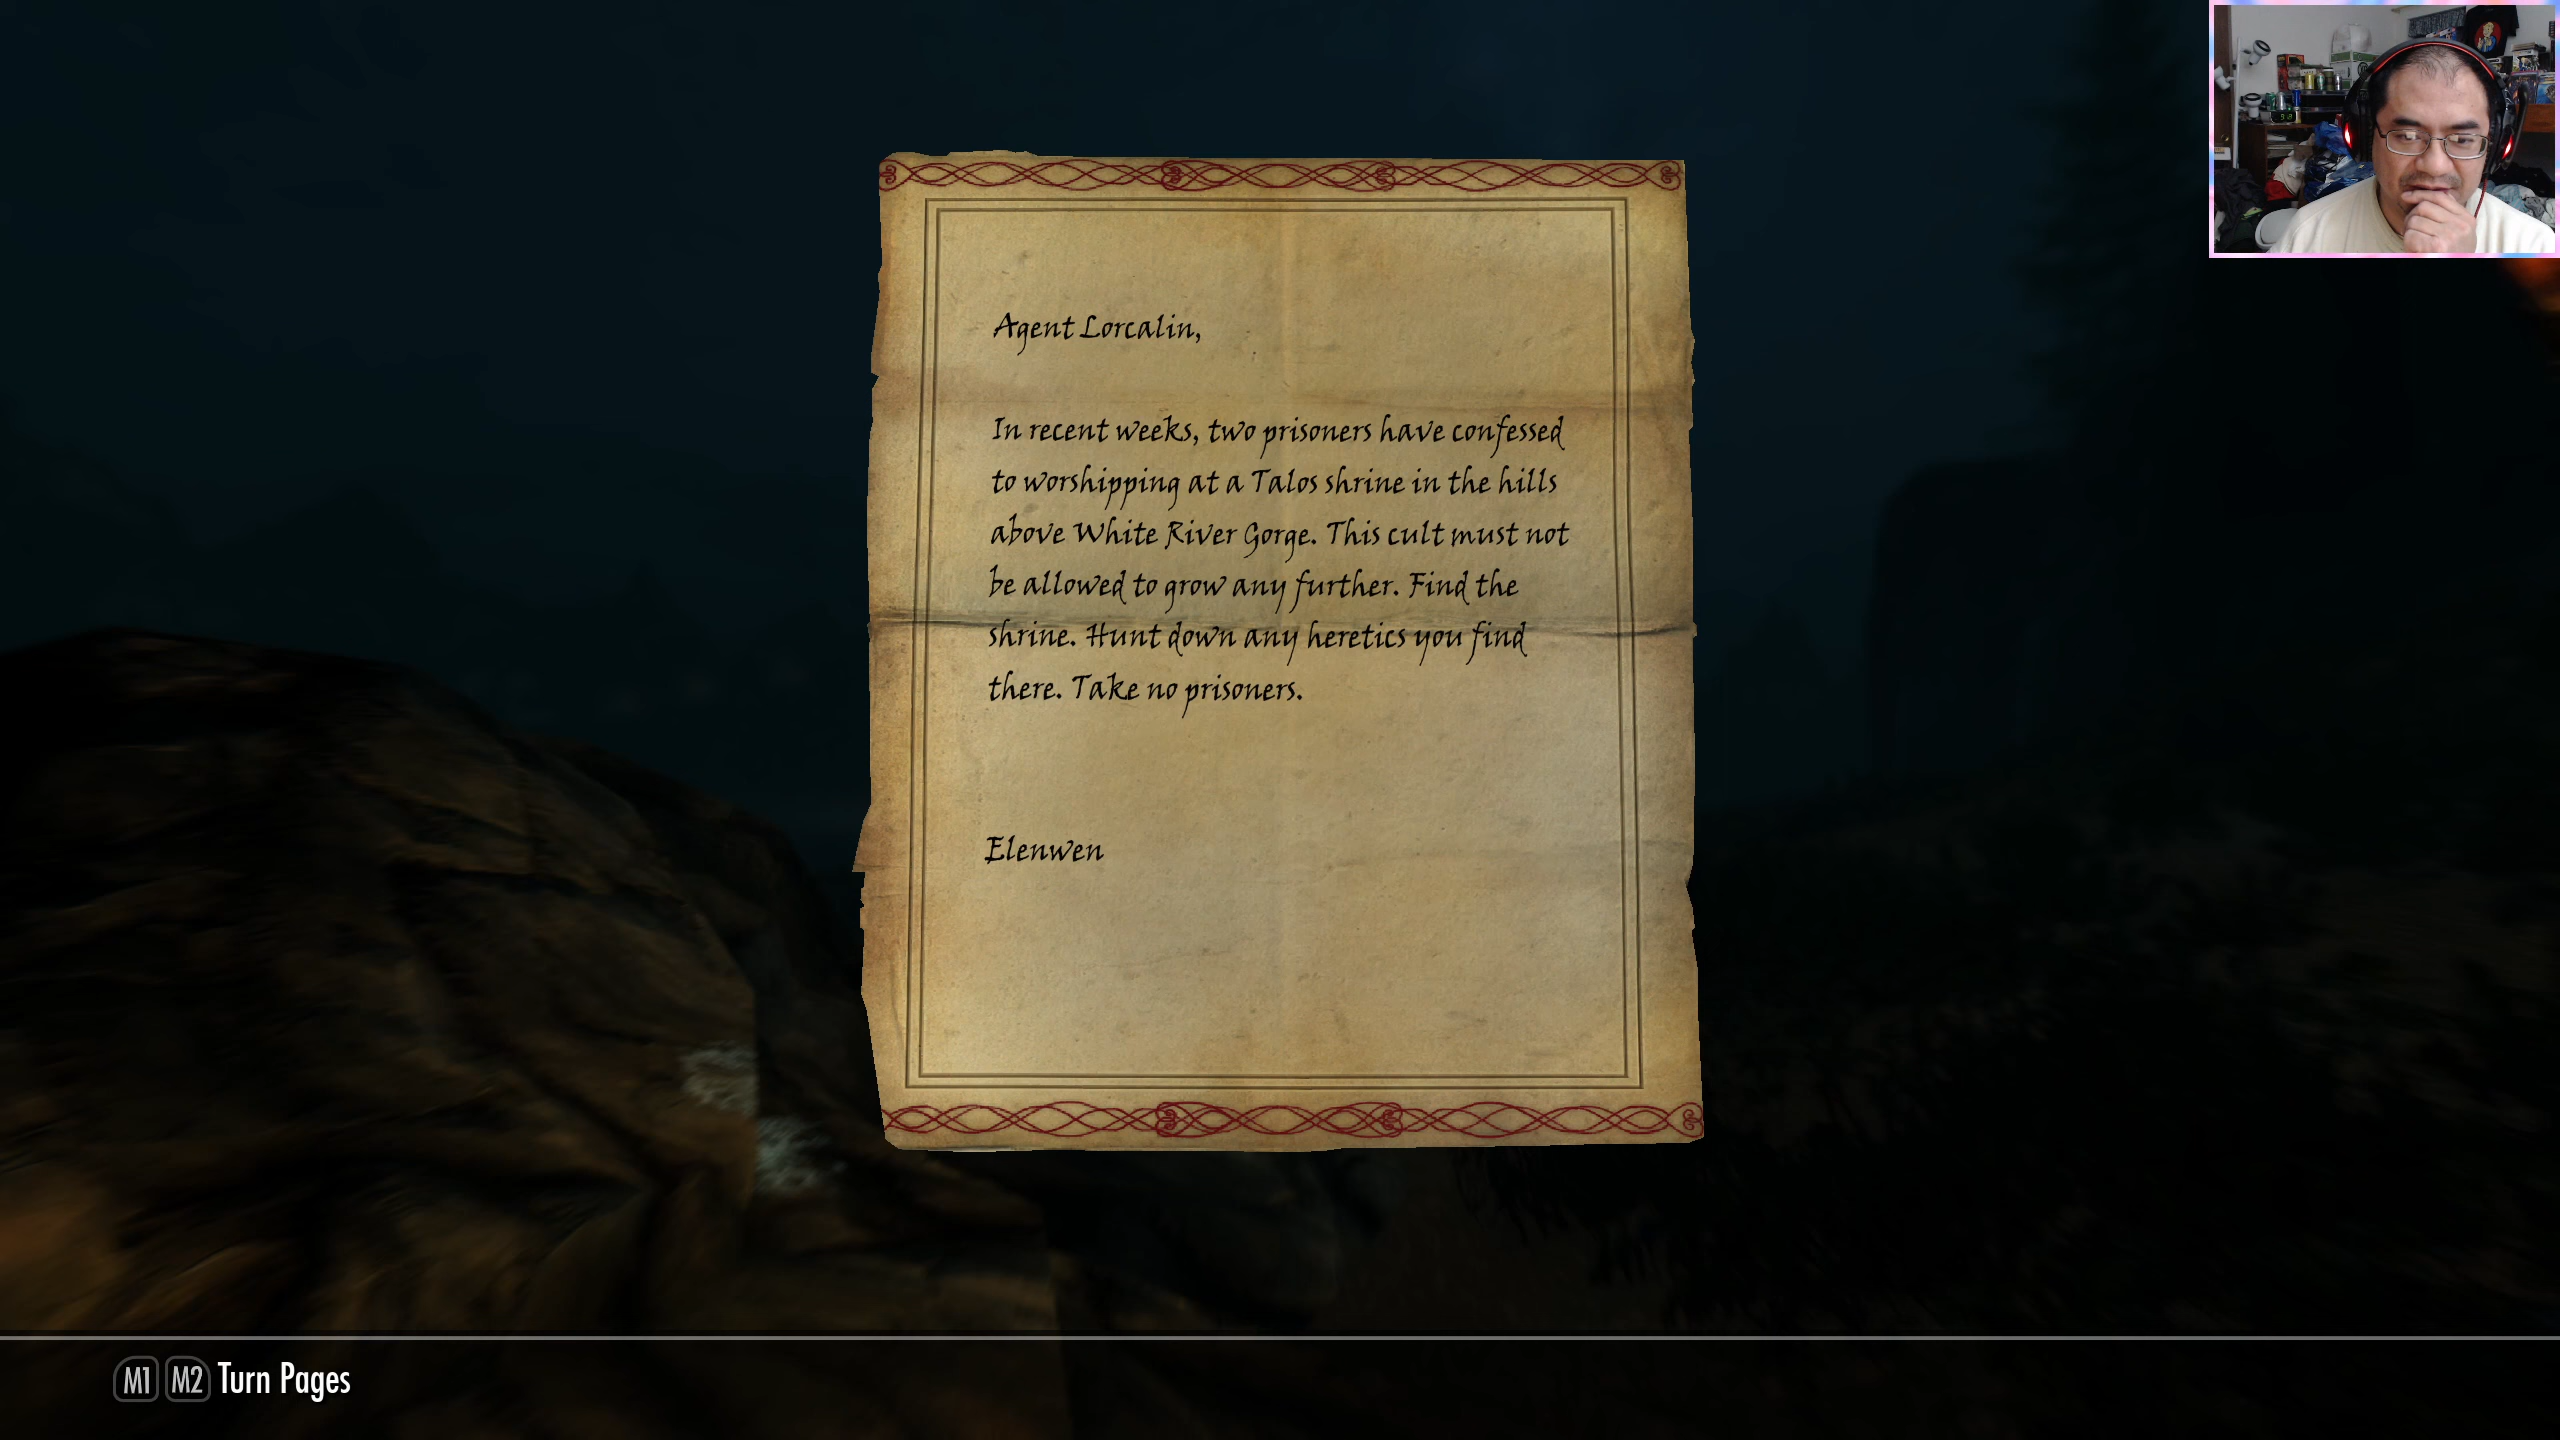 Agent Lorcalin,
In recent weeks, two prisoners have confessed
to worshipping at a Talos shrine in the hills
above White River Gorge. This cult must not
be allowed to grow any further. Find the
shrine. Hunt down any heretics you find
there. Take no prisoners.
Elenwen
M1 M2 Turn Pages